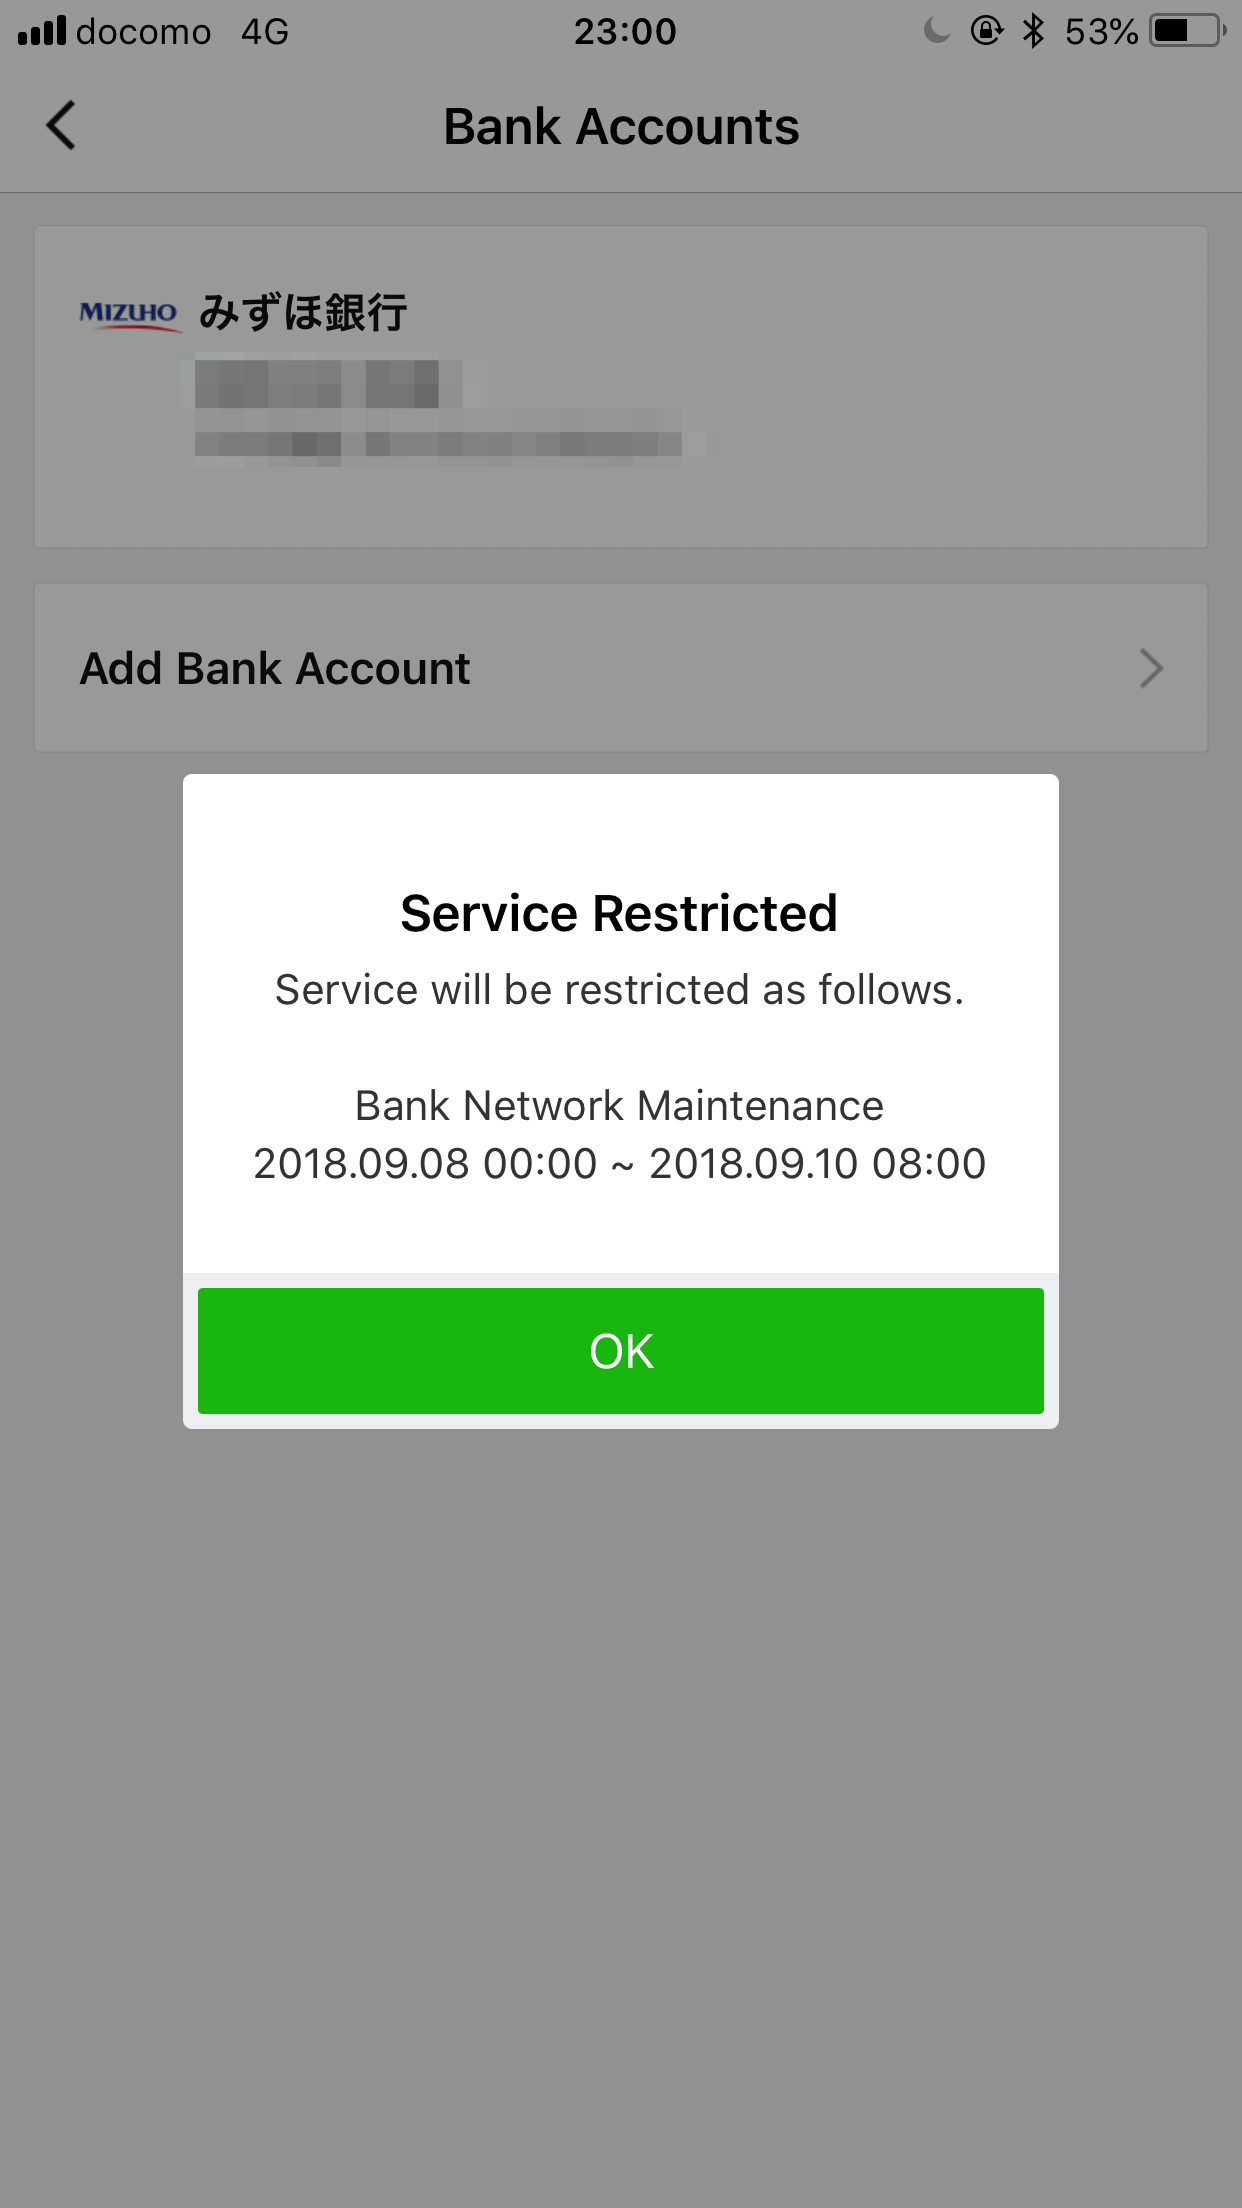 docomo 4G 23:00 53%
Bank Accounts
MIZUHO みずほ銀行
Add Bank Account
Service Restricted
Service will be restricted as follows.
Bank Network Maintenance
2018.09.08 00:00 ~ 2018.09.10 08:00
OK